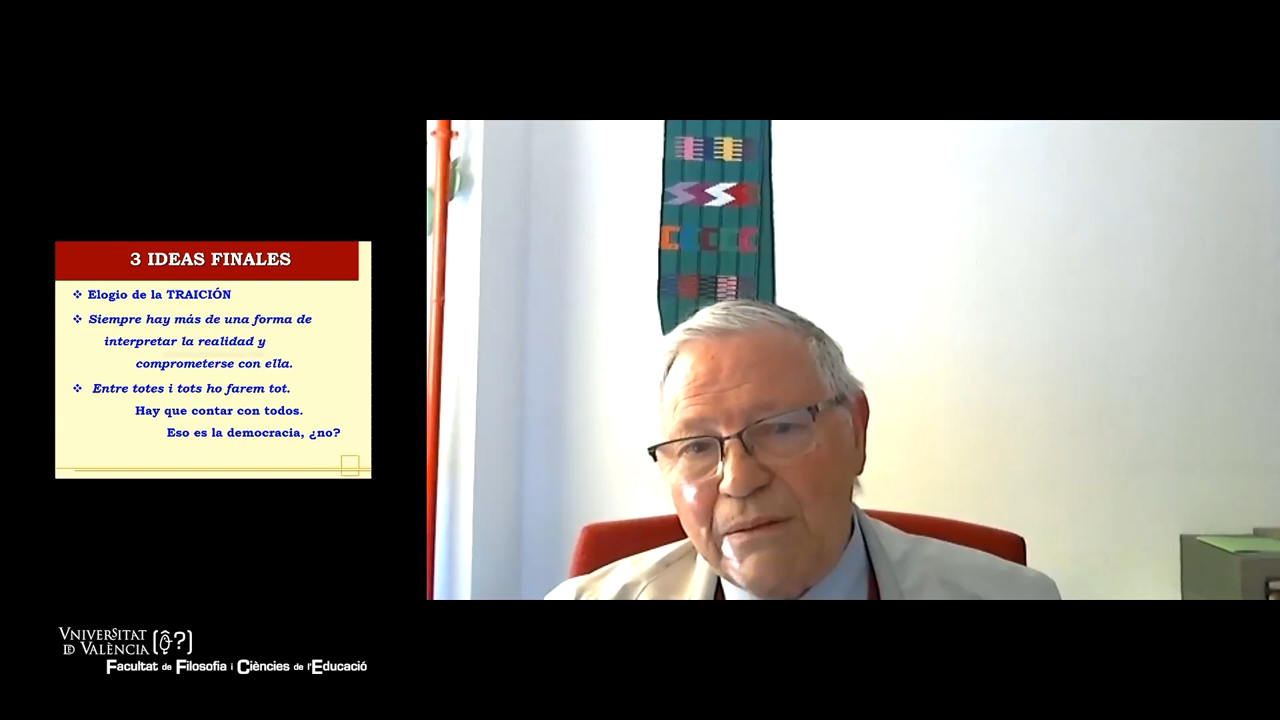 3 IDEAS FINALES
❖ Elogio de la TRAICIÓN
❖ Siempre hay más de una forma de
interpretar la realidad y
comprometerse con ella.
❖ Entre totes i tots ho farem tot.
Hay que contar con todos.
Eso es la democracia, ¿no?
VNIVERSITAT
ID VALÈNCIA
Facultat de Filosofia i Ciències de l'Educació